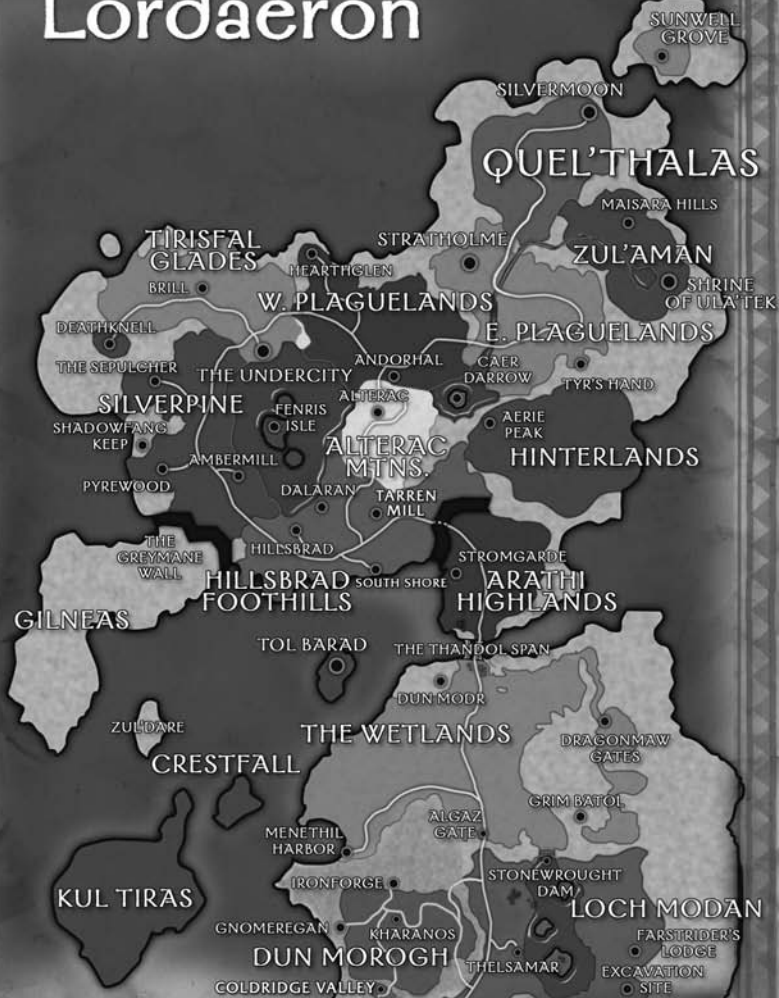 Lordaeron
SUNWELL
GROVE
SILVERMOON
QUEL'THALAS
MAISARA HILLS
TIRISFAL
GLADES
STRATHOLME
ZUL'AMAN
HEARTHGLEN
BRILL
SHRINE
OF ULA'TEK
W. PLAGUELANDS
DEATHKNELL
E. PLAGUELANDS
THE SEPULCHER
THE UNDERCITY
ANDORHAL
CAER
DARROW
TYR'S HAND
SILVERPINE
FENRIS
ISLE
ALTERAC
SHADOWFANG
KEEP
AERIE
PEAK
ALTERAC
MTNS.
HINTERLANDS
AMBERMILL
PYREWOOD
DALARAN
TARREN
MILL
THE
GREYMANE
WALL
HILLSBRAD
STROMGARDE
HILLSBRAD
FOOTHILLS
SOUTH SHORE
ARATHI
HIGHLANDS
GILNEAS
TOL BARAD
THE THANDOL SPAN
DUN MODR
ZUL'DARE
THE WETLANDS
DRAGONMAW
GATES
CRESTFALL
GRIM BATOL
ALGAZ
GATE
MENETHIL
HARBOR
IRONFORGE
STONEWROUGHT
DAM
KUL TIRAS
LOCH MODAN
GNOMEREGAN
KHARANOS
FARSTRIDER'S
LODGE
DUN MOROGH
THELSAMAR
EXCAVATION
SITE
COLDRIDGE VALLEY